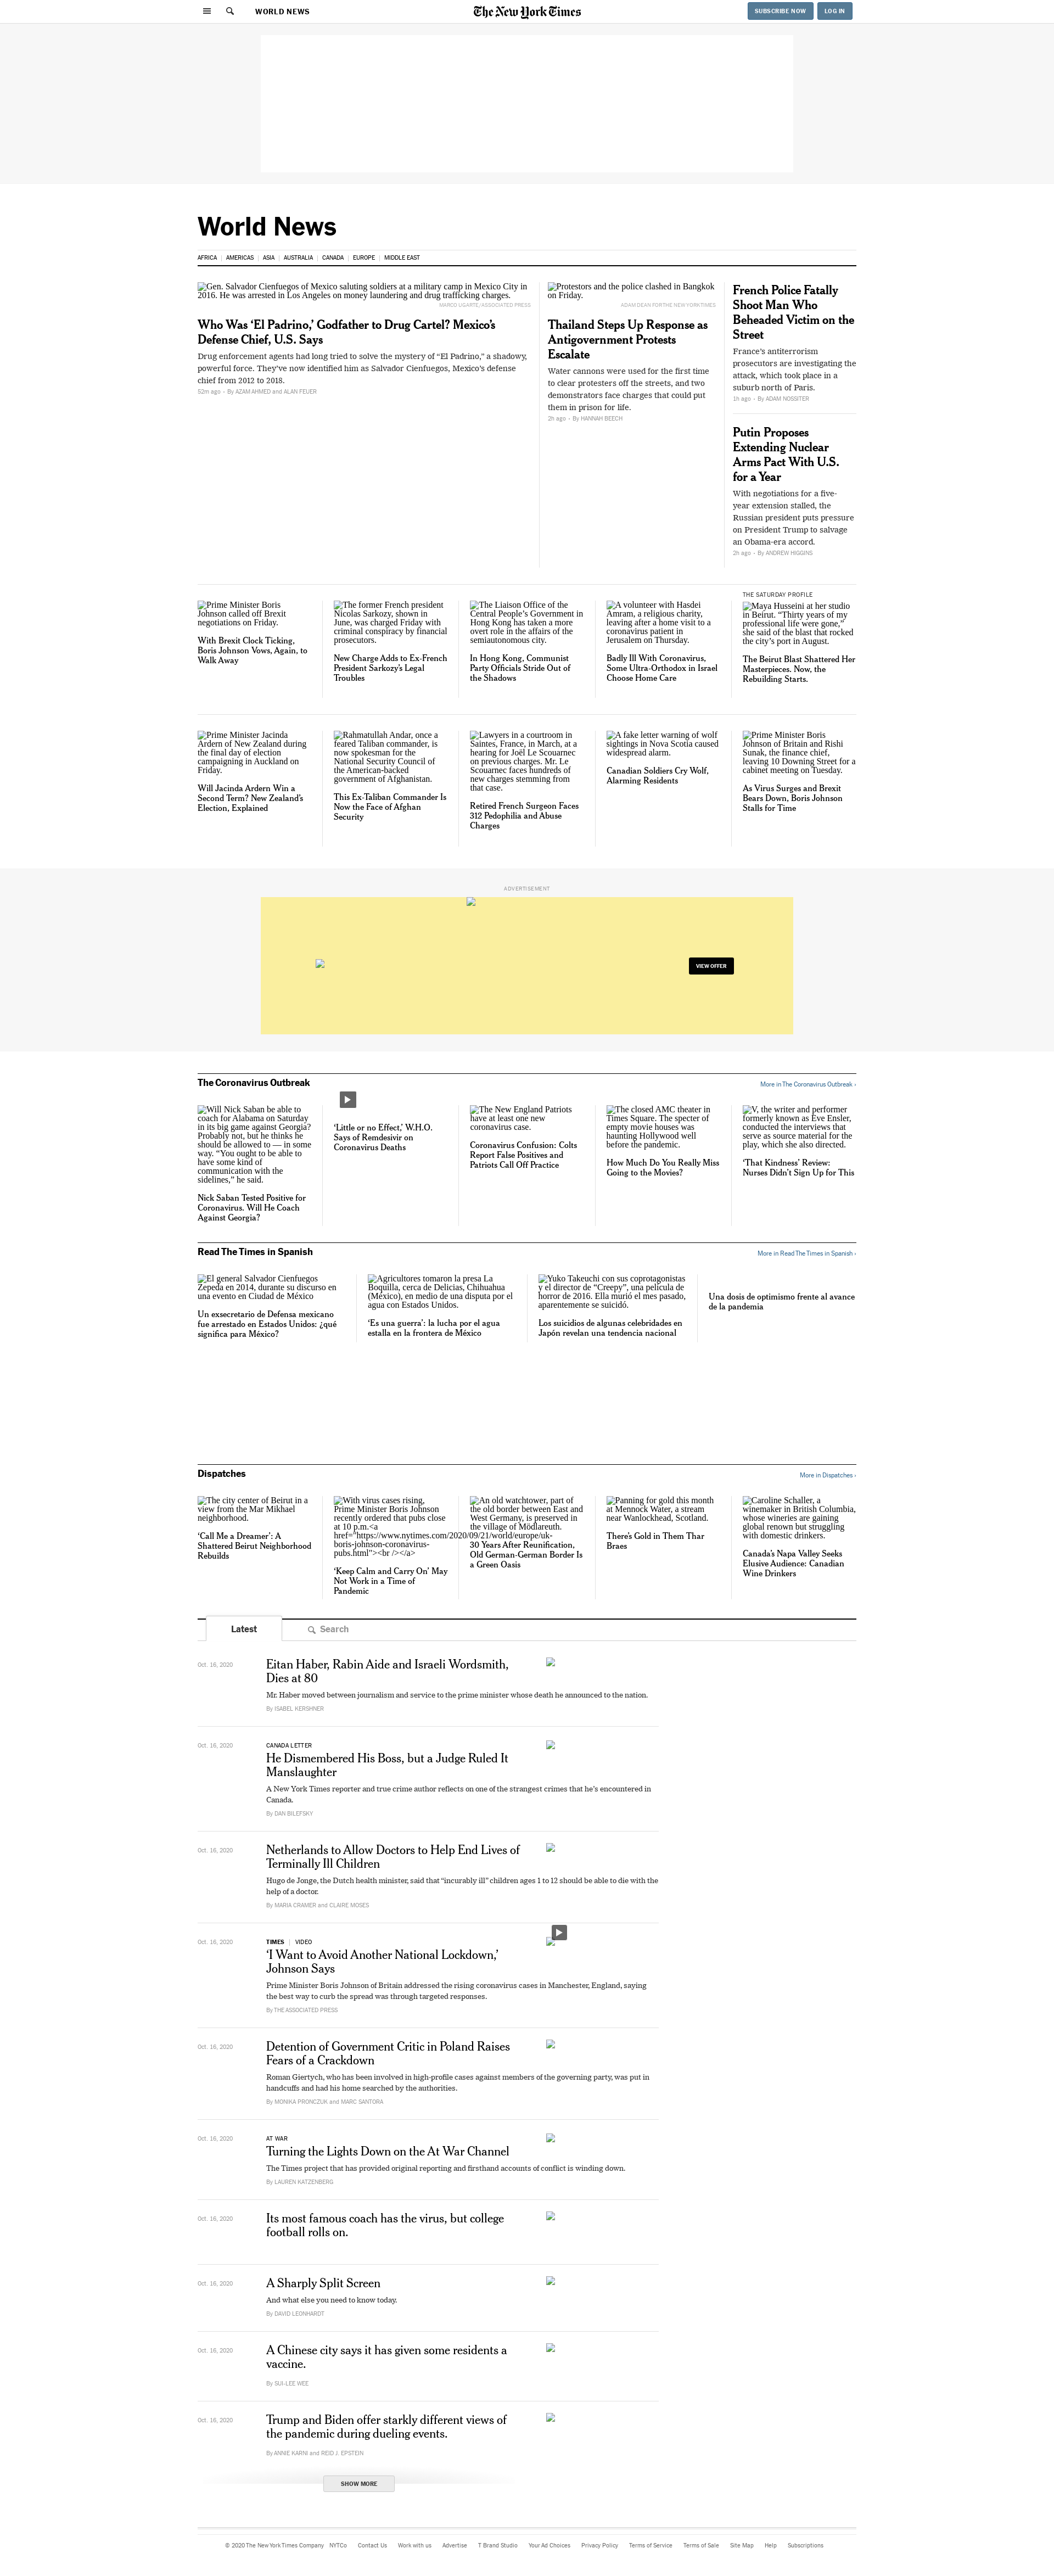 WORLD NEWS
The New York Times
SUBSCRIBE NOW
LOG IN
World News
AFRICA
AMERICAS
ASIA
AUSTRALIA
CANADA
EUROPE
MIDDLE EAST
Gen. Salvador Cienfuegos of Mexico saluting soldiers at a military camp in Mexico City in
2016. He was arrested in Los Angeles on money laundering and drug trafficking charges.
MARCO UGARTE/ASSOCIATED PRESS
Who Was ‘El Padrino,’ Godfather to Drug Cartel? Mexico’s
Defense Chief, U.S. Says
Drug enforcement agents had long tried to solve the mystery of “El Padrino,” a shadowy,
powerful force. They’ve now identified him as Salvador Cienfuegos, Mexico’s defense
chief from 2012 to 2018.
52m ago · By AZAM AHMED and ALAN FEUER
Protestors and the police clashed in Bangkok
on Friday.
ADAM DEAN FOR THE NEW YORK TIMES
Thailand Steps Up Response as
Antigovernment Protests
Escalate
Water cannons were used for the first time
to clear protesters off the streets, and two
demonstrators face charges that could put
them in prison for life.
2h ago · By HANNAH BEECH
French Police Fatally
Shoot Man Who
Beheaded Victim on the
Street
France’s antiterrorism
prosecutors are investigating the
attack, which took place in a
suburb north of Paris.
1h ago · By ADAM NOSSITER
Putin Proposes
Extending Nuclear
Arms Pact With U.S.
for a Year
With negotiations for a five-
year extension stalled, the
Russian president puts pressure
on President Trump to salvage
an Obama-era accord.
2h ago · By ANDREW HIGGINS
Prime Minister Boris
Johnson called off Brexit
negotiations on Friday.
With Brexit Clock Ticking,
Boris Johnson Vows, Again, to
Walk Away
The former French president
Nicolas Sarkozy, shown in
June, was charged Friday with
criminal conspiracy by financial
prosecutors.
New Charge Adds to Ex-French
President Sarkozy’s Legal
Troubles
The Liaison Office of the
Central People’s Government in
Hong Kong has taken a more
overt role in the affairs of the
semiautonomous city.
In Hong Kong, Communist
Party Officials Stride Out of
the Shadows
A volunteer with Hasdei
Amram, a religious charity,
leaving after a home visit to a
coronavirus patient in
Jerusalem on Thursday.
Badly Ill With Coronavirus,
Some Ultra-Orthodox in Israel
Choose Home Care
THE SATURDAY PROFILE
Maya Husseini at her studio
in Beirut. “Thirty years of my
professional life were gone,”
she said of the blast that rocked
the city’s port in August.
The Beirut Blast Shattered Her
Masterpieces. Now, the
Rebuilding Starts.
Prime Minister Jacinda
Ardern of New Zealand during
the final day of election
campaigning in Auckland on
Friday.
Will Jacinda Ardern Win a
Second Term? New Zealand’s
Election, Explained
Rahmatullah Andar, once a
feared Taliban commander, is
now spokesman for the
National Security Council of
the American-backed
government of Afghanistan.
This Ex-Taliban Commander Is
Now the Face of Afghan
Security
Lawyers in a courtroom in
Saintes, France, in March, at a
hearing for Joël Le Scouarnec
on previous charges. Mr. Le
Scouarnec faces hundreds of
new charges stemming from
that case.
Retired French Surgeon Faces
312 Pedophilia and Abuse
Charges
A fake letter warning of wolf
sightings in Nova Scotia caused
widespread alarm.
Canadian Soldiers Cry Wolf,
Alarming Residents
Prime Minister Boris
Johnson of Britain and Rishi
Sunak, the finance chief,
leaving 10 Downing Street for a
cabinet meeting on Tuesday.
As Virus Surges and Brexit
Bears Down, Boris Johnson
Stalls for Time
ADVERTISEMENT
VIEW OFFER
The Coronavirus Outbreak
More in The Coronavirus Outbreak ›
Will Nick Saban be able to
coach for Alabama on Saturday
in its big game against Georgia?
Probably not, but he thinks he
should be allowed to — in some
way. “You ought to be able to
have some kind of
communication with the
sidelines,” he said.
Nick Saban Tested Positive for
Coronavirus. Will He Coach
Against Georgia?
‘Little or no Effect,’ W.H.O.
Says of Remdesivir on
Coronavirus Deaths
The New England Patriots
have at least one new
coronavirus case.
Coronavirus Confusion: Colts
Report False Positives and
Patriots Call Off Practice
The closed AMC theater in
Times Square. The specter of
empty movie houses was
haunting Hollywood well
before the pandemic.
How Much Do You Really Miss
Going to the Movies?
V, the writer and performer
formerly known as Eve Ensler,
conducted the interviews that
serve as source material for the
play, which she also directed.
‘That Kindness’ Review:
Nurses Didn’t Sign Up for This
Read The Times in Spanish
More in Read The Times in Spanish ›
El general Salvador Cienfuegos
Zepeda en 2014, durante su discurso en
una evento en Ciudad de México
Un exsecretario de Defensa mexicano
fue arrestado en Estados Unidos: ¿qué
significa para México?
Agricultores tomaron la presa La
Boquilla, cerca de Delicias, Chihuahua
(México), en medio de una disputa por el
agua con Estados Unidos.
‘Es una guerra’: la lucha por el agua
estalla en la frontera de México
Yuko Takeuchi con sus coprotagonistas
y el director de “Creepy”, una película de
horror de 2016. Ella murió el mes pasado,
aparentemente se suicidó.
Los suicidios de algunas celebridades en
Japón revelan una tendencia nacional
Una dosis de optimismo frente al avance
de la pandemia
Dispatches
More in Dispatches ›
The city center of Beirut in a
view from the Mar Mikhael
neighborhood.
‘Call Me a Dreamer’: A
Shattered Beirut Neighborhood
Rebuilds
With virus cases rising,
Prime Minister Boris Johnson
recently ordered that pubs close
at 10 p.m.<a
href="https://www.nytimes.com/2020/09/21/world/europe/uk-
boris-johnson-coronavirus-
pubs.html"><br /></a>
‘Keep Calm and Carry On’ May
Not Work in a Time of
Pandemic
An old watchtower, part of
the old border between East and
West Germany, is preserved in
the village of Mödlareuth.
30 Years After Reunification,
Old German-German Border Is
a Green Oasis
Panning for gold this month
at Mennock Water, a stream
near Wanlockhead, Scotland.
There’s Gold in Them Thar
Braes
Caroline Schaller, a
winemaker in British Columbia,
whose wineries are gaining
global renown but struggling
with domestic drinkers.
Canada’s Napa Valley Seeks
Elusive Audience: Canadian
Wine Drinkers
Latest
Search
Oct. 16, 2020
Eitan Haber, Rabin Aide and Israeli Wordsmith,
Dies at 80
Mr. Haber moved between journalism and service to the prime minister whose death he announced to the nation.
By ISABEL KERSHNER
Oct. 16, 2020
CANADA LETTER
He Dismembered His Boss, but a Judge Ruled It
Manslaughter
A New York Times reporter and true crime author reflects on one of the strangest crimes that he’s encountered in
Canada.
By DAN BILEFSKY
Oct. 16, 2020
Netherlands to Allow Doctors to Help End Lives of
Terminally Ill Children
Hugo de Jonge, the Dutch health minister, said that “incurably ill” children ages 1 to 12 should be able to die with the
help of a doctor.
By MARIA CRAMER and CLAIRE MOSES
Oct. 16, 2020
TIMES | VIDEO
‘I Want to Avoid Another National Lockdown,’
Johnson Says
Prime Minister Boris Johnson of Britain addressed the rising coronavirus cases in Manchester, England, saying
the best way to curb the spread was through targeted responses.
By THE ASSOCIATED PRESS
Oct. 16, 2020
Detention of Government Critic in Poland Raises
Fears of a Crackdown
Roman Giertych, who has been involved in high-profile cases against members of the governing party, was put in
handcuffs and had his home searched by the authorities.
By MONIKA PRONCZUK and MARC SANTORA
Oct. 16, 2020
AT WAR
Turning the Lights Down on the At War Channel
The Times project that has provided original reporting and firsthand accounts of conflict is winding down.
By LAUREN KATZENBERG
Oct. 16, 2020
Its most famous coach has the virus, but college
football rolls on.
Oct. 16, 2020
A Sharply Split Screen
And what else you need to know today.
By DAVID LEONHARDT
Oct. 16, 2020
A Chinese city says it has given some residents a
vaccine.
By SUI-LEE WEE
Oct. 16, 2020
Trump and Biden offer starkly different views of
the pandemic during dueling events.
By ANNIE KARNI and REID J. EPSTEIN
SHOW MORE
© 2020 The New York Times Company
NYTCo
Contact Us
Work with us
Advertise
T Brand Studio
Your Ad Choices
Privacy Policy
Terms of Service
Terms of Sale
Site Map
Help
Subscriptions